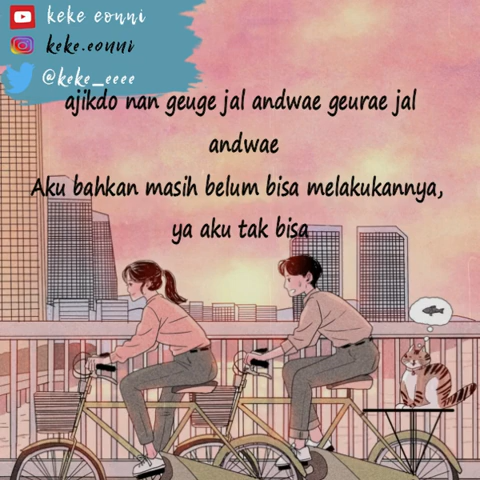 keke eonni
keke.eonni
@keke_eeee
ajikdo nan geuge jal andwae geurae jal
andwae
Aku bahkan masih belum bisa melakukannya,
ya aku tak bisa